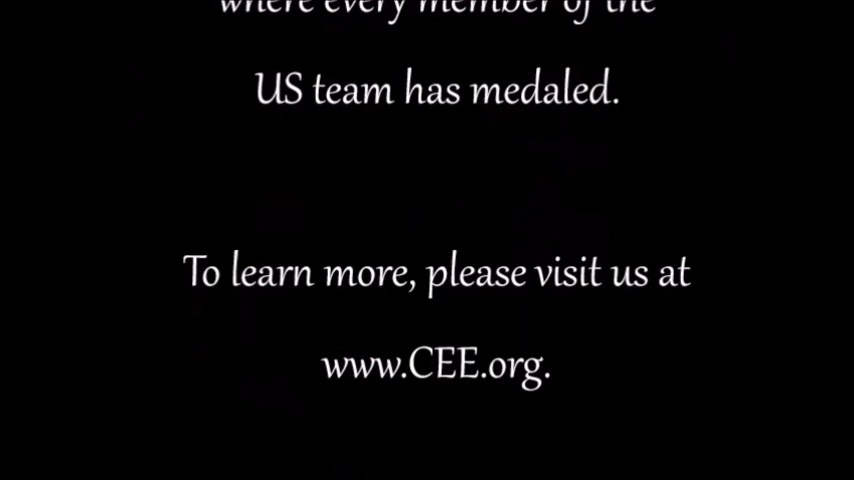 where every member of the
US team has medaled.
To learn more, please visit us at
www.CEE.org.